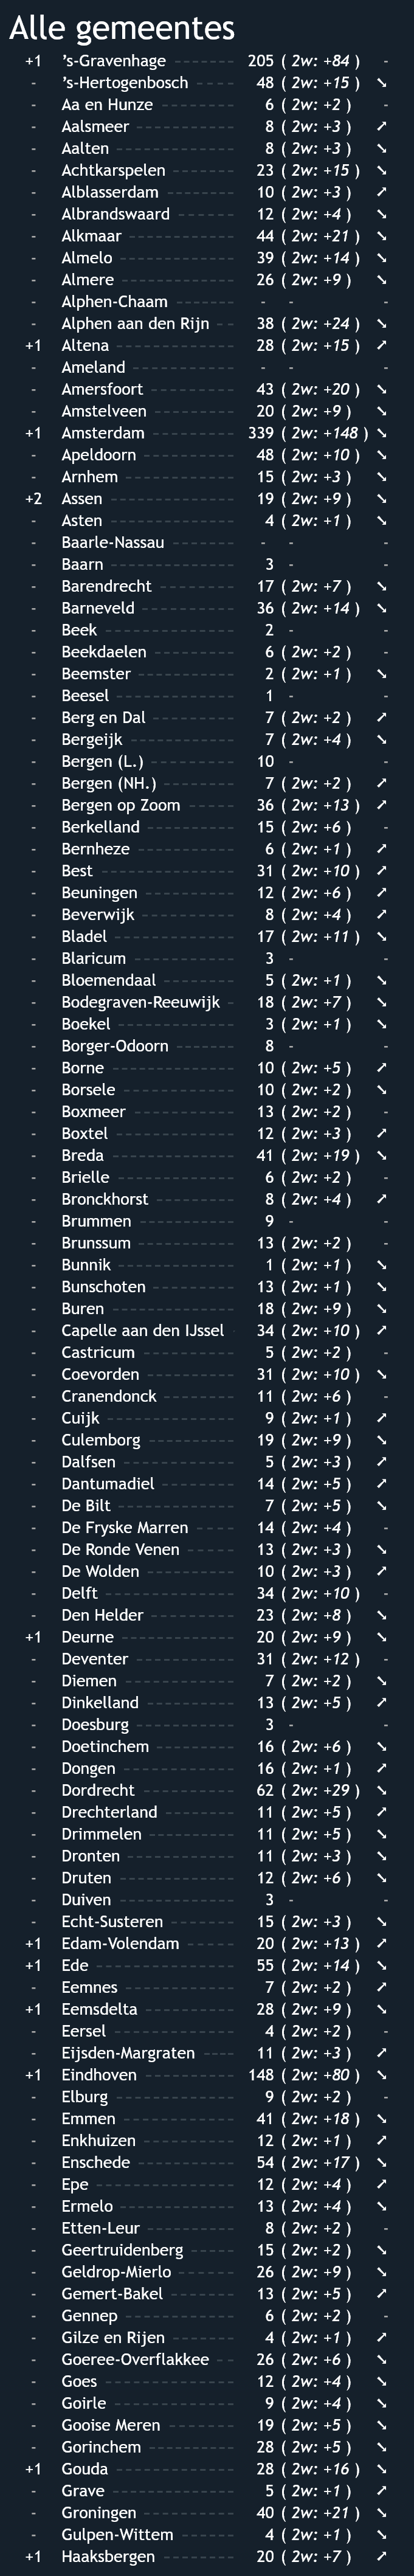 Alle gemeentes
+1 's-Gravenhage 205 ( 2w: +84 ) -
- 's-Hertogenbosch 48 ( 2w: +15 ) ➘
- Aa en Hunze 6 ( 2w: +2 ) -
- Aalsmeer 8 ( 2w: +3 ) ➚
- Aalten 8 ( 2w: +3 ) ➘
- Achtkarspelen 23 ( 2w: +15 ) ➘
- Alblasserdam 10 ( 2w: +3 ) ➚
- Albrandswaard 12 ( 2w: +4 ) ➘
- Alkmaar 44 ( 2w: +21 ) ➘
- Almelo 39 ( 2w: +14 ) ➘
- Almere 26 ( 2w: +9 ) ➘
- Alphen-Chaam - - -
- Alphen aan den Rijn 38 ( 2w: +24 ) ➘
+1 Altena 28 ( 2w: +15 ) ➚
- Ameland - - -
- Amersfoort 43 ( 2w: +20 ) ➘
- Amstelveen 20 ( 2w: +9 ) ➘
+1 Amsterdam 339 ( 2w: +148 ) ➘
- Apeldoorn 48 ( 2w: +10 ) ➘
- Arnhem 15 ( 2w: +3 ) ➘
+2 Assen 19 ( 2w: +9 ) ➘
- Asten 4 ( 2w: +1 ) ➘
- Baarle-Nassau - - -
- Baarn 3 - -
- Barendrecht 17 ( 2w: +7 ) ➘
- Barneveld 36 ( 2w: +14 ) ➘
- Beek 2 - -
- Beekdaelen 6 ( 2w: +2 ) -
- Beemster 2 ( 2w: +1 ) ➘
- Beesel 1 - -
- Berg en Dal 7 ( 2w: +2 ) ➚
- Bergeijk 7 ( 2w: +4 ) ➘
- Bergen (L.) 10 - -
- Bergen (NH.) 7 ( 2w: +2 ) ➚
- Bergen op Zoom 36 ( 2w: +13 ) ➚
- Berkelland 15 ( 2w: +6 ) -
- Bernheze 6 ( 2w: +1 ) ➚
- Best 31 ( 2w: +10 ) ➚
- Beuningen 12 ( 2w: +6 ) ➚
- Beverwijk 8 ( 2w: +4 ) ➚
- Bladel 17 ( 2w: +11 ) ➘
- Blaricum 3 - -
- Bloemendaal 5 ( 2w: +1 ) ➘
- Bodegraven-Reeuwijk 18 ( 2w: +7 ) ➘
- Boekel 3 ( 2w: +1 ) ➘
- Borger-Odoorn 8 - -
- Borne 10 ( 2w: +5 ) ➚
- Borsele 10 ( 2w: +2 ) ➘
- Boxmeer 13 ( 2w: +2 ) -
- Boxtel 12 ( 2w: +3 ) ➚
- Breda 41 ( 2w: +19 ) ➘
- Brielle 6 ( 2w: +2 ) -
- Bronckhorst 8 ( 2w: +4 ) ➚
- Brummen 9 - -
- Brunssum 13 ( 2w: +2 ) -
- Bunnik 1 ( 2w: +1 ) ➘
- Bunschoten 13 ( 2w: +1 ) ➘
- Buren 18 ( 2w: +9 ) ➘
- Capelle aan den IJssel 34 ( 2w: +10 ) ➚
- Castricum 5 ( 2w: +2 ) -
- Coevorden 31 ( 2w: +10 ) ➘
- Cranendonck 11 ( 2w: +6 ) -
- Cuijk 9 ( 2w: +1 ) ➚
- Culemborg 19 ( 2w: +9 ) ➘
- Dalfsen 5 ( 2w: +3 ) ➚
- Dantumadiel 14 ( 2w: +5 ) ➚
- De Bilt 7 ( 2w: +5 ) ➘
- De Fryske Marren 14 ( 2w: +4 ) -
- De Ronde Venen 13 ( 2w: +3 ) ➘
- De Wolden 10 ( 2w: +3 ) ➚
- Delft 34 ( 2w: +10 ) -
- Den Helder 23 ( 2w: +8 ) ➘
+1 Deurne 20 ( 2w: +9 ) ➘
- Deventer 31 ( 2w: +12 ) -
- Diemen 7 ( 2w: +2 ) ➘
- Dinkelland 13 ( 2w: +5 ) ➚
- Doesburg 3 - -
- Doetinchem 16 ( 2w: +6 ) ➘
- Dongen 16 ( 2w: +1 ) ➚
- Dordrecht 62 ( 2w: +29 ) ➘
- Drechterland 11 ( 2w: +5 ) ➚
- Drimmelen 11 ( 2w: +5 ) ➘
- Dronten 11 ( 2w: +3 ) ➘
- Druten 12 ( 2w: +6 ) ➘
- Duiven 3 - -
- Echt-Susteren 15 ( 2w: +3 ) ➘
+1 Edam-Volendam 20 ( 2w: +13 ) ➚
+1 Ede 55 ( 2w: +14 ) ➘
- Eemnes 7 ( 2w: +2 ) ➚
+1 Eemsdelta 28 ( 2w: +9 ) ➘
- Eersel 4 ( 2w: +2 ) -
- Eijsden-Margraten 11 ( 2w: +3 ) ➚
+1 Eindhoven 148 ( 2w: +80 ) ➘
- Elburg 9 ( 2w: +2 ) -
- Emmen 41 ( 2w: +18 ) ➘
- Enkhuizen 12 ( 2w: +1 ) ➚
- Enschede 54 ( 2w: +17 ) ➘
- Epe 12 ( 2w: +4 ) ➚
- Ermelo 13 ( 2w: +4 ) ➘
- Etten-Leur 8 ( 2w: +2 ) -
- Geertruidenberg 15 ( 2w: +2 ) ➘
- Geldrop-Mierlo 26 ( 2w: +9 ) ➘
- Gemert-Bakel 13 ( 2w: +5 ) ➚
- Gennep 6 ( 2w: +2 ) -
- Gilze en Rijen 4 ( 2w: +1 ) ➚
- Goeree-Overflakkee 26 ( 2w: +6 ) ➘
- Goes 12 ( 2w: +4 ) ➘
- Goirle 9 ( 2w: +4 ) ➘
- Gooise Meren 19 ( 2w: +5 ) ➘
- Gorinchem 28 ( 2w: +5 ) ➘
+1 Gouda 28 ( 2w: +16 ) ➘
- Grave 5 ( 2w: +1 ) ➚
- Groningen 40 ( 2w: +21 ) ➘
- Gulpen-Wittem 4 ( 2w: +1 ) ➘
+1 Haaksbergen 20 ( 2w: +7 ) ➚